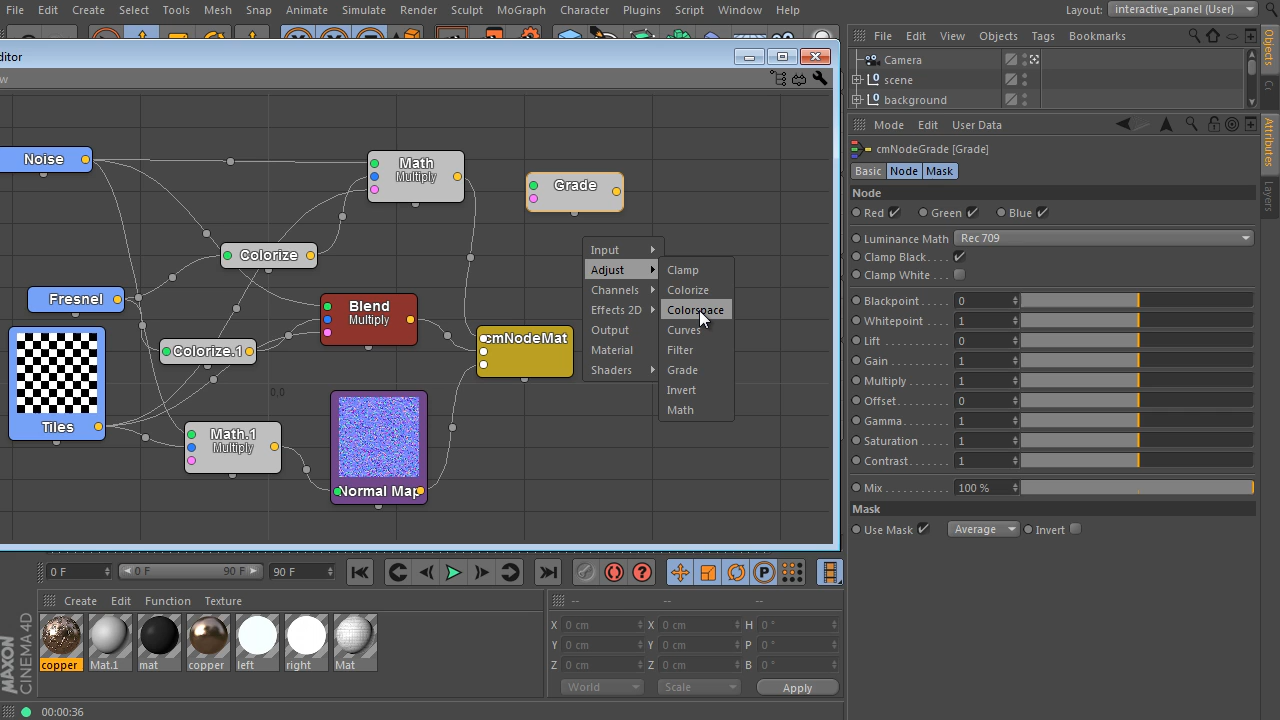 File Edit Create Select Tools Mesh Snap Animate Simulate Render Sculpt MoGraph Character Plugins Script Window Help Layout: interactive_panel (User)
ditor
w
Noise
Math
Multiply
Grade
Colorize
Fresnel
Blend
Multiply
Colorize.1
cmNodeMat
Tiles
0,0
Math.1
Multiply
Normal Map
Input
Adjust
Channels
Effects 2D
Output
Material
Shaders
Clamp
Colorize
Colorspace
Curves
Filter
Grade
Invert
Math
File Edit View Objects Tags Bookmarks
Camera
scene
background
Objects
Attributes
Layers
Mode Edit User Data
cmNodeGrade [Grade]
Basic Node Mask
Node
Red Green Blue
Luminance Math Rec 709
Clamp Black
Clamp White
Blackpoint 0
Whitepoint 1
Lift 0
Gain 1
Multiply 1
Offset 0
Gamma 1
Saturation 1
Contrast 1
Mix 100 %
Mask
Use Mask Average Invert
0 F 0 F 90 F 90 F
Create Edit Function Texture
copper Mat.1 mat copper left right Mat
-- -- --
X 0 cm X 0 cm H 0 °
Y 0 cm Y 0 cm P 0 °
Z 0 cm Z 0 cm B 0 °
World Scale Apply
MAXON
CINEMA 4D
00:00:36